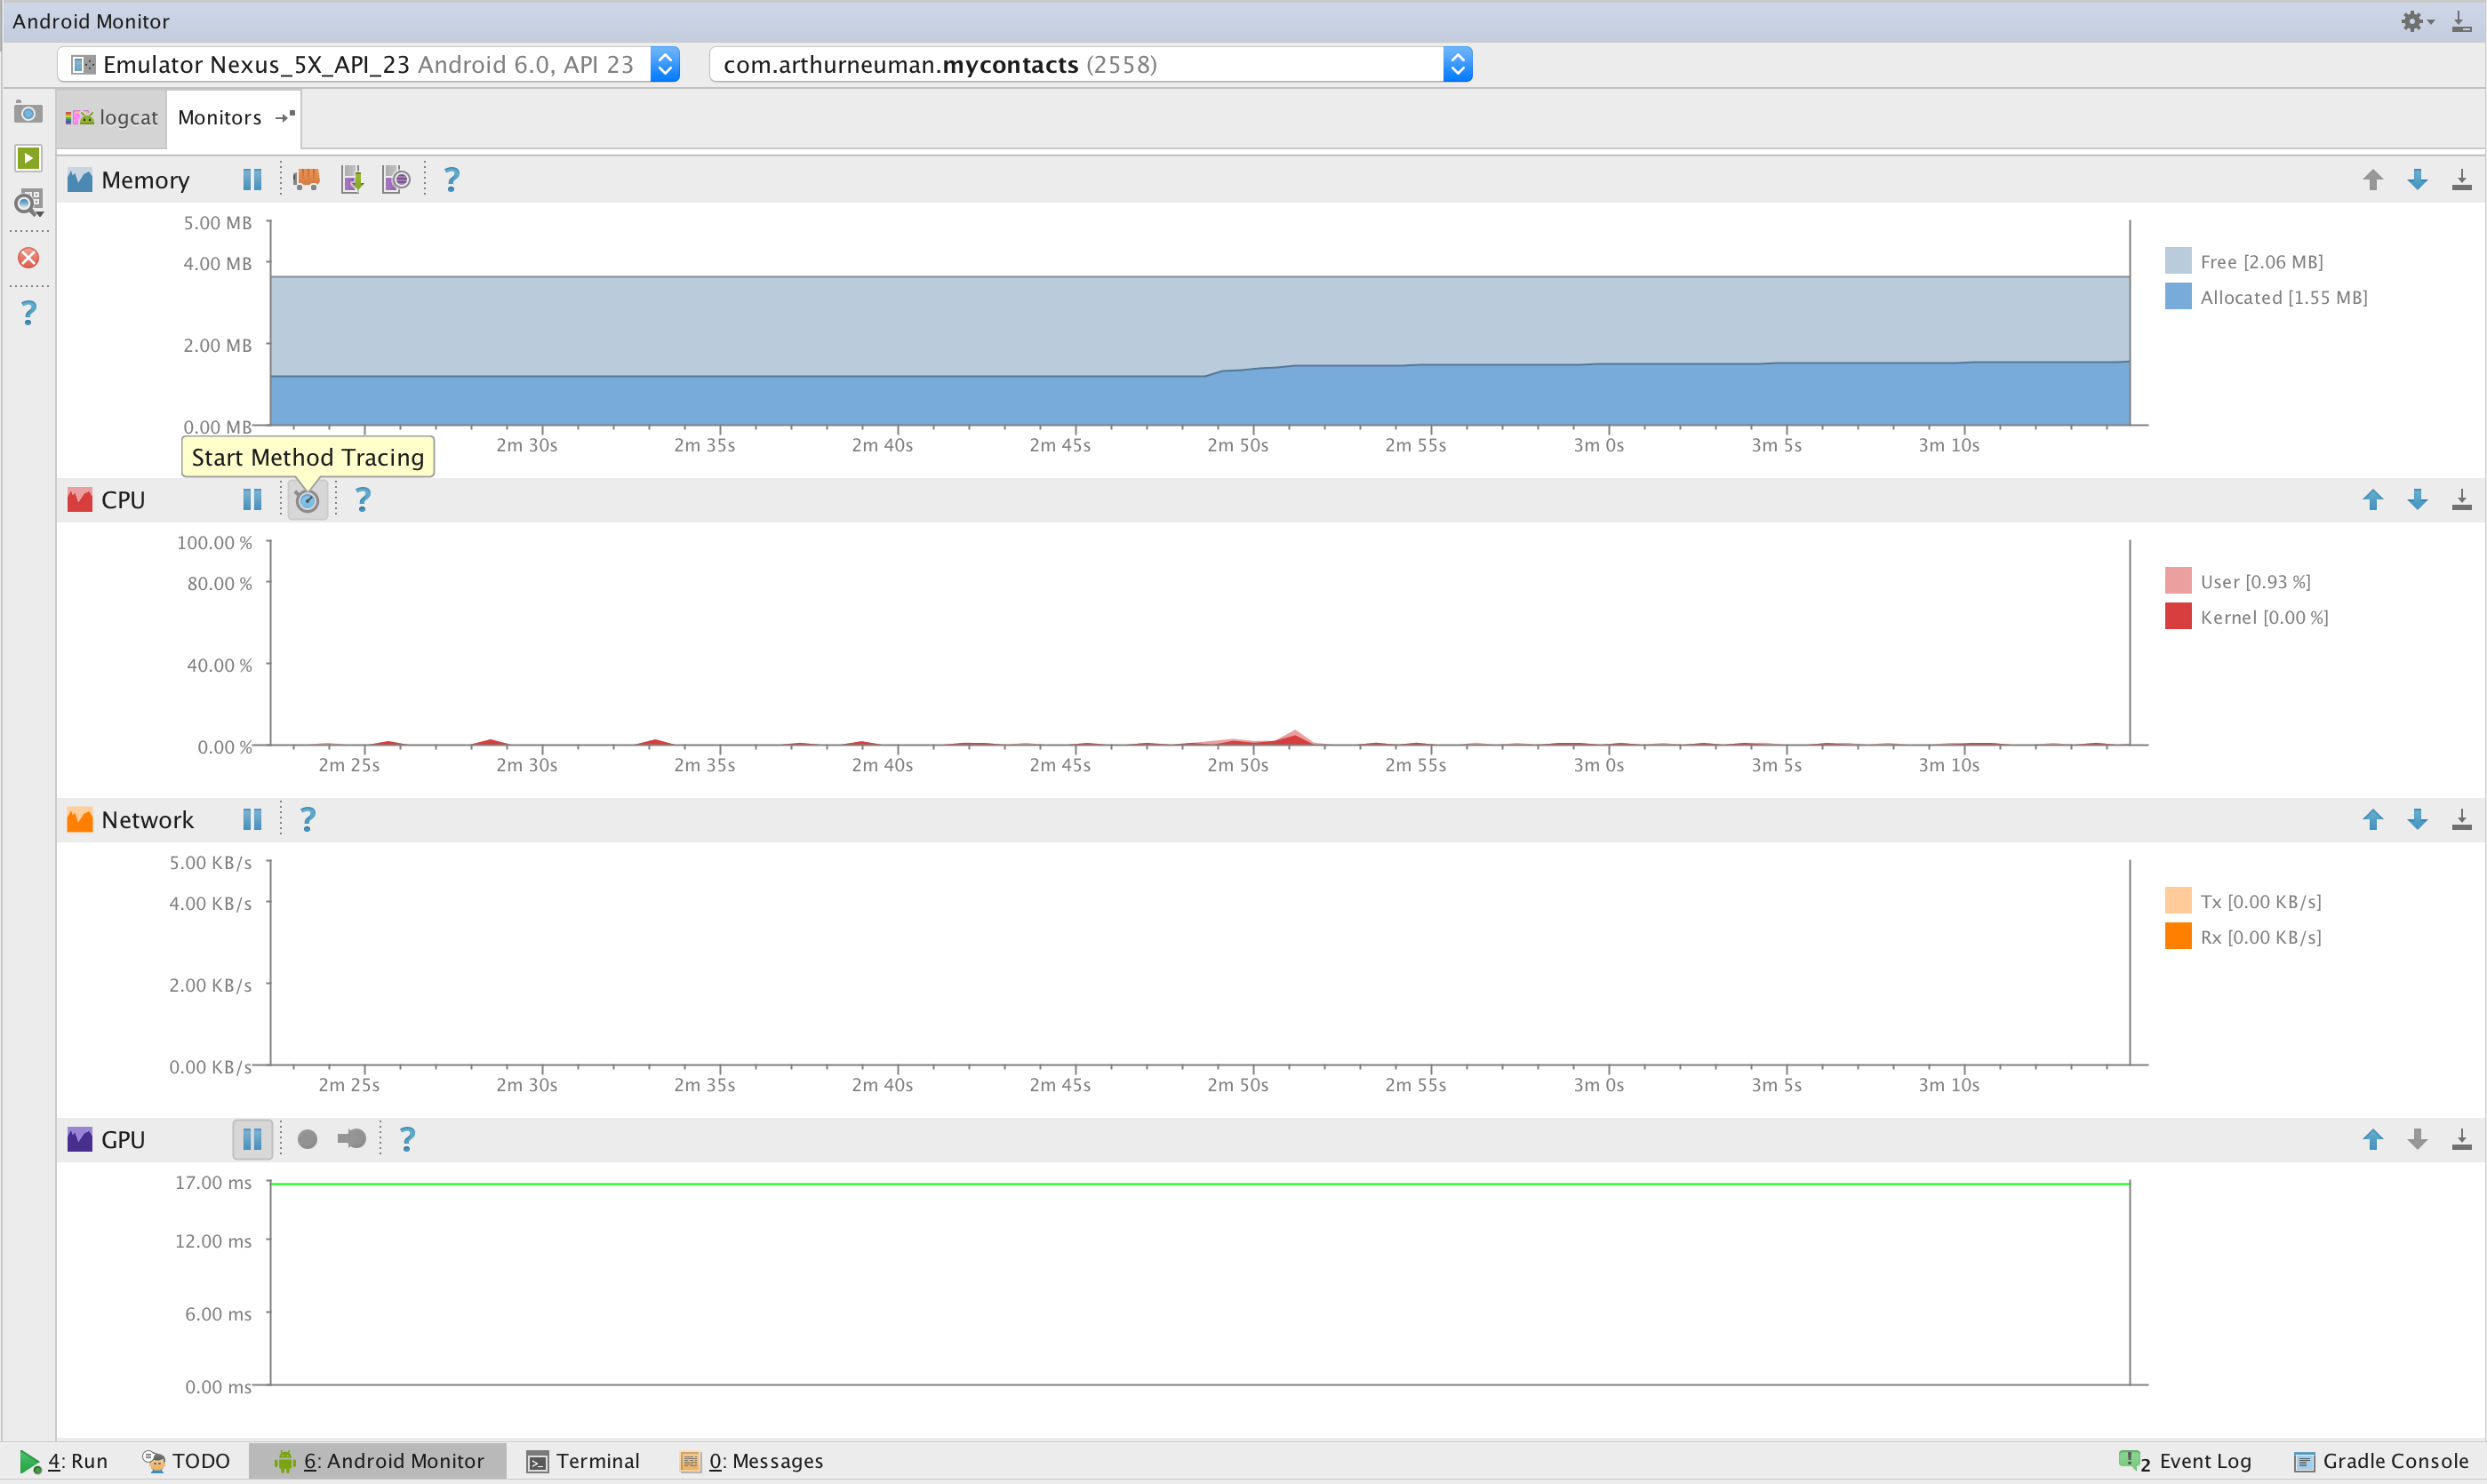 Android Monitor
Emulator Nexus_5X_API_23 Android 6.0, API 23
com.arthurneuman.mycontacts (2558)
logcat
Monitors
Memory
?
5.00 MB
4.00 MB
2.00 MB
0.00 MB
Free [2.06 MB]
Allocated [1.55 MB]
2m 30s 2m 35s 2m 40s 2m 45s 2m 50s 2m 55s 3m 0s 3m 5s 3m 10s
Start Method Tracing
CPU
?
100.00 %
80.00 %
40.00 %
0.00 %
User [0.93 %]
Kernel [0.00 %]
2m 25s 2m 30s 2m 35s 2m 40s 2m 45s 2m 50s 2m 55s 3m 0s 3m 5s 3m 10s
Network
?
5.00 KB/s
4.00 KB/s
2.00 KB/s
0.00 KB/s
Tx [0.00 KB/s]
Rx [0.00 KB/s]
2m 25s 2m 30s 2m 35s 2m 40s 2m 45s 2m 50s 2m 55s 3m 0s 3m 5s 3m 10s
GPU
?
17.00 ms
12.00 ms
6.00 ms
0.00 ms
4: Run
TODO
6: Android Monitor
Terminal
0: Messages
2 Event Log
Gradle Console